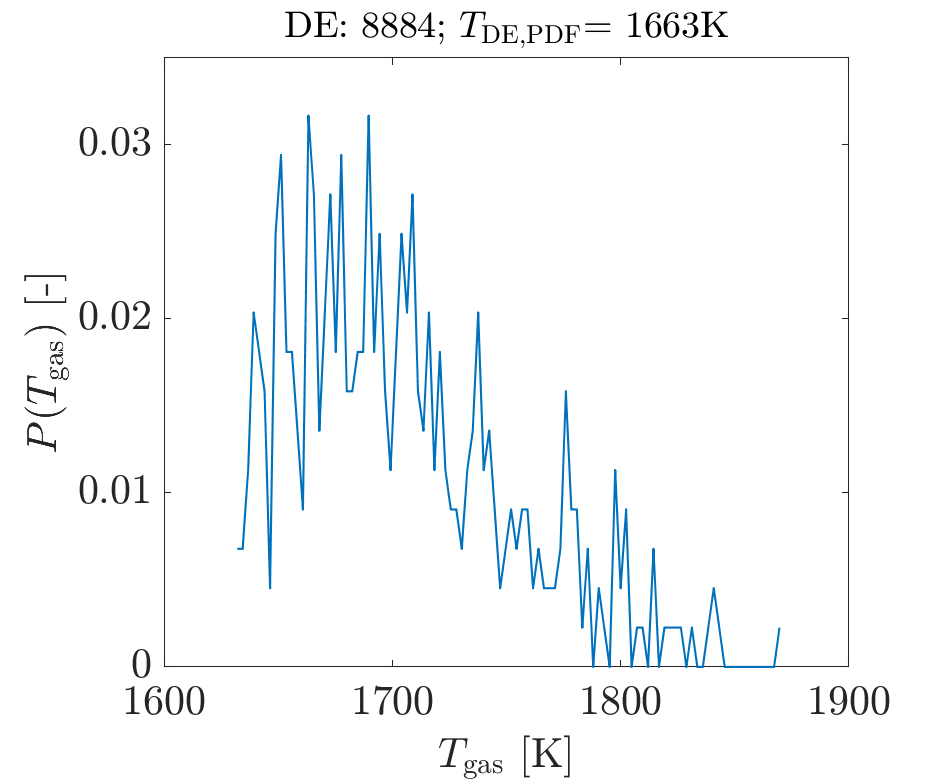 DE: 8884; T_DE,PDF= 1663K
P(T_gas) [-]
0.03
0.02
0.01
0
1600 1700 1800 1900
T_gas [K]